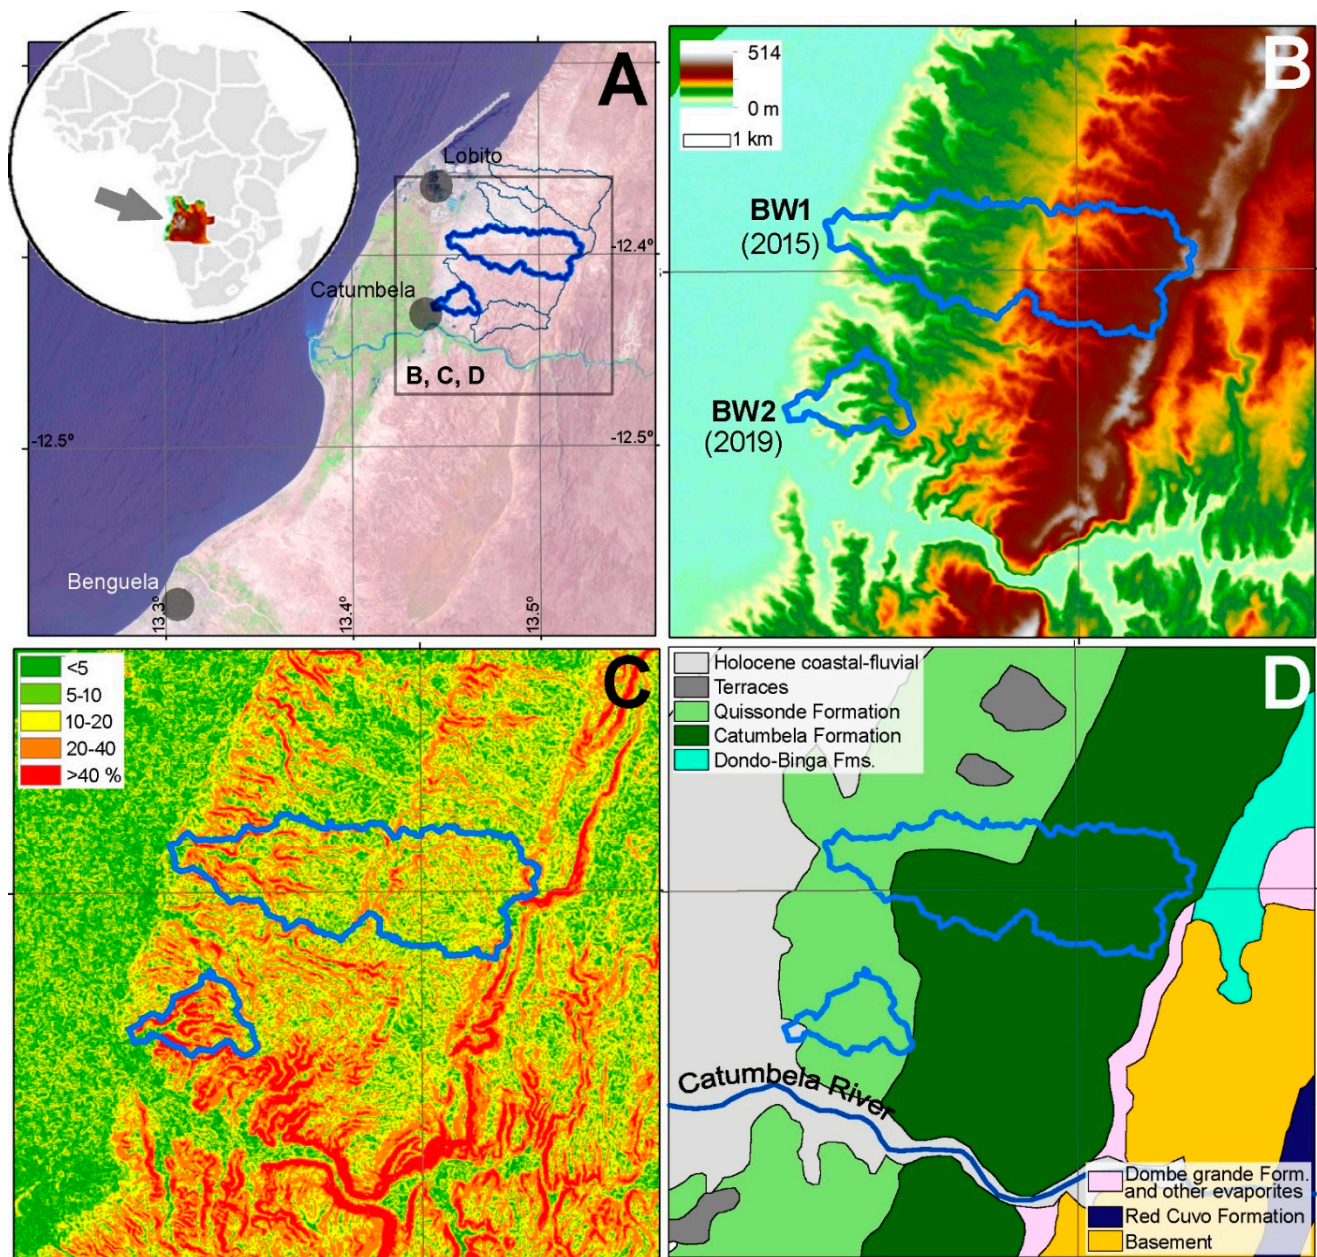 A
Lobito
Catumbela
B, C, D
Benguela
-12.4º
-12.5º
-12.5º
13.3º
13.4º
13.5º
B
514
0 m
1 km
BW1
(2015)
BW2
(2019)
C
<5
5-10
10-20
20-40
>40 %
D
Holocene coastal-fluvial
Terraces
Quissonde Formation
Catumbela Formation
Dondo-Binga Fms.
Catumbela River
Dombe grande Form.
and other evaporites
Red Cuvo Formation
Basement